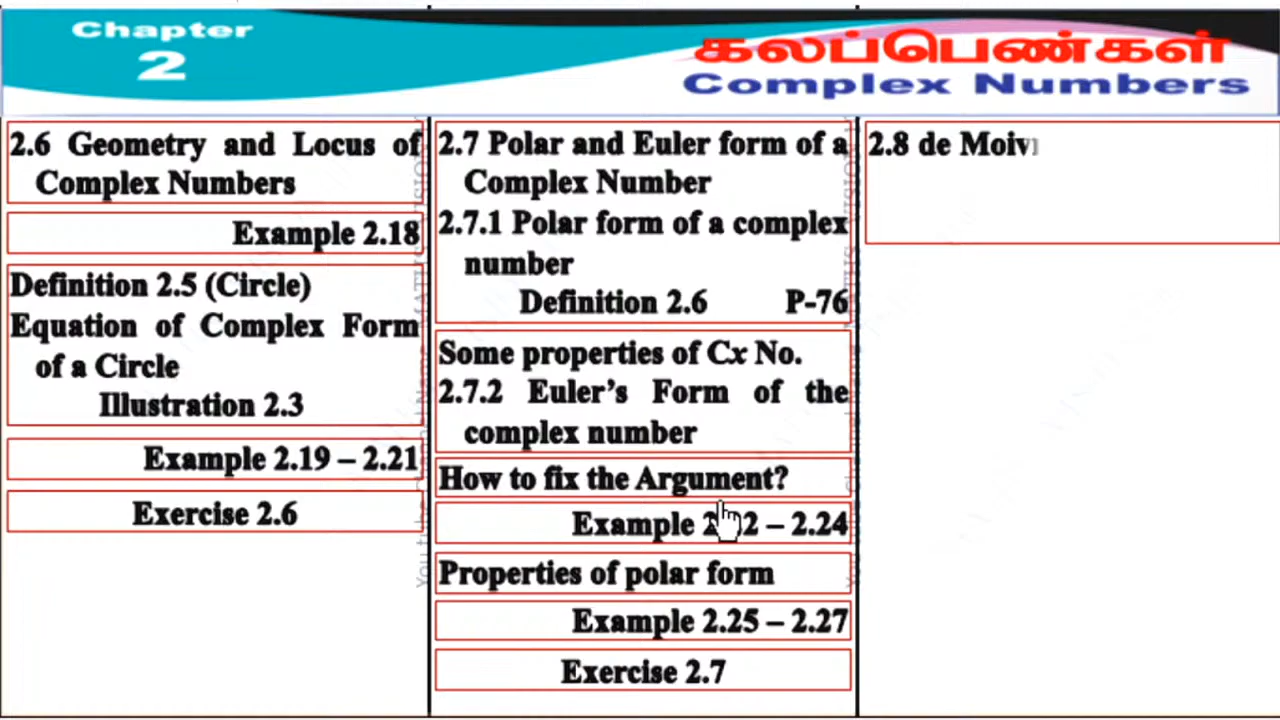 Chapter
2
கலப்பெண்கள்
Complex Numbers
2.6 Geometry and Locus of
Complex Numbers
Example 2.18
Definition 2.5 (Circle)
Equation of Complex Form
of a Circle
Illustration 2.3
Example 2.19 – 2.21
Exercise 2.6
2.7 Polar and Euler form of a
Complex Number
2.7.1 Polar form of a complex
number
Definition 2.6 P-76
Some properties of Cx No.
2.7.2 Euler’s Form of the
complex number
How to fix the Argument?
Example – 2.24
Properties of polar form
Example 2.25 – 2.27
Exercise 2.7
2.8 de